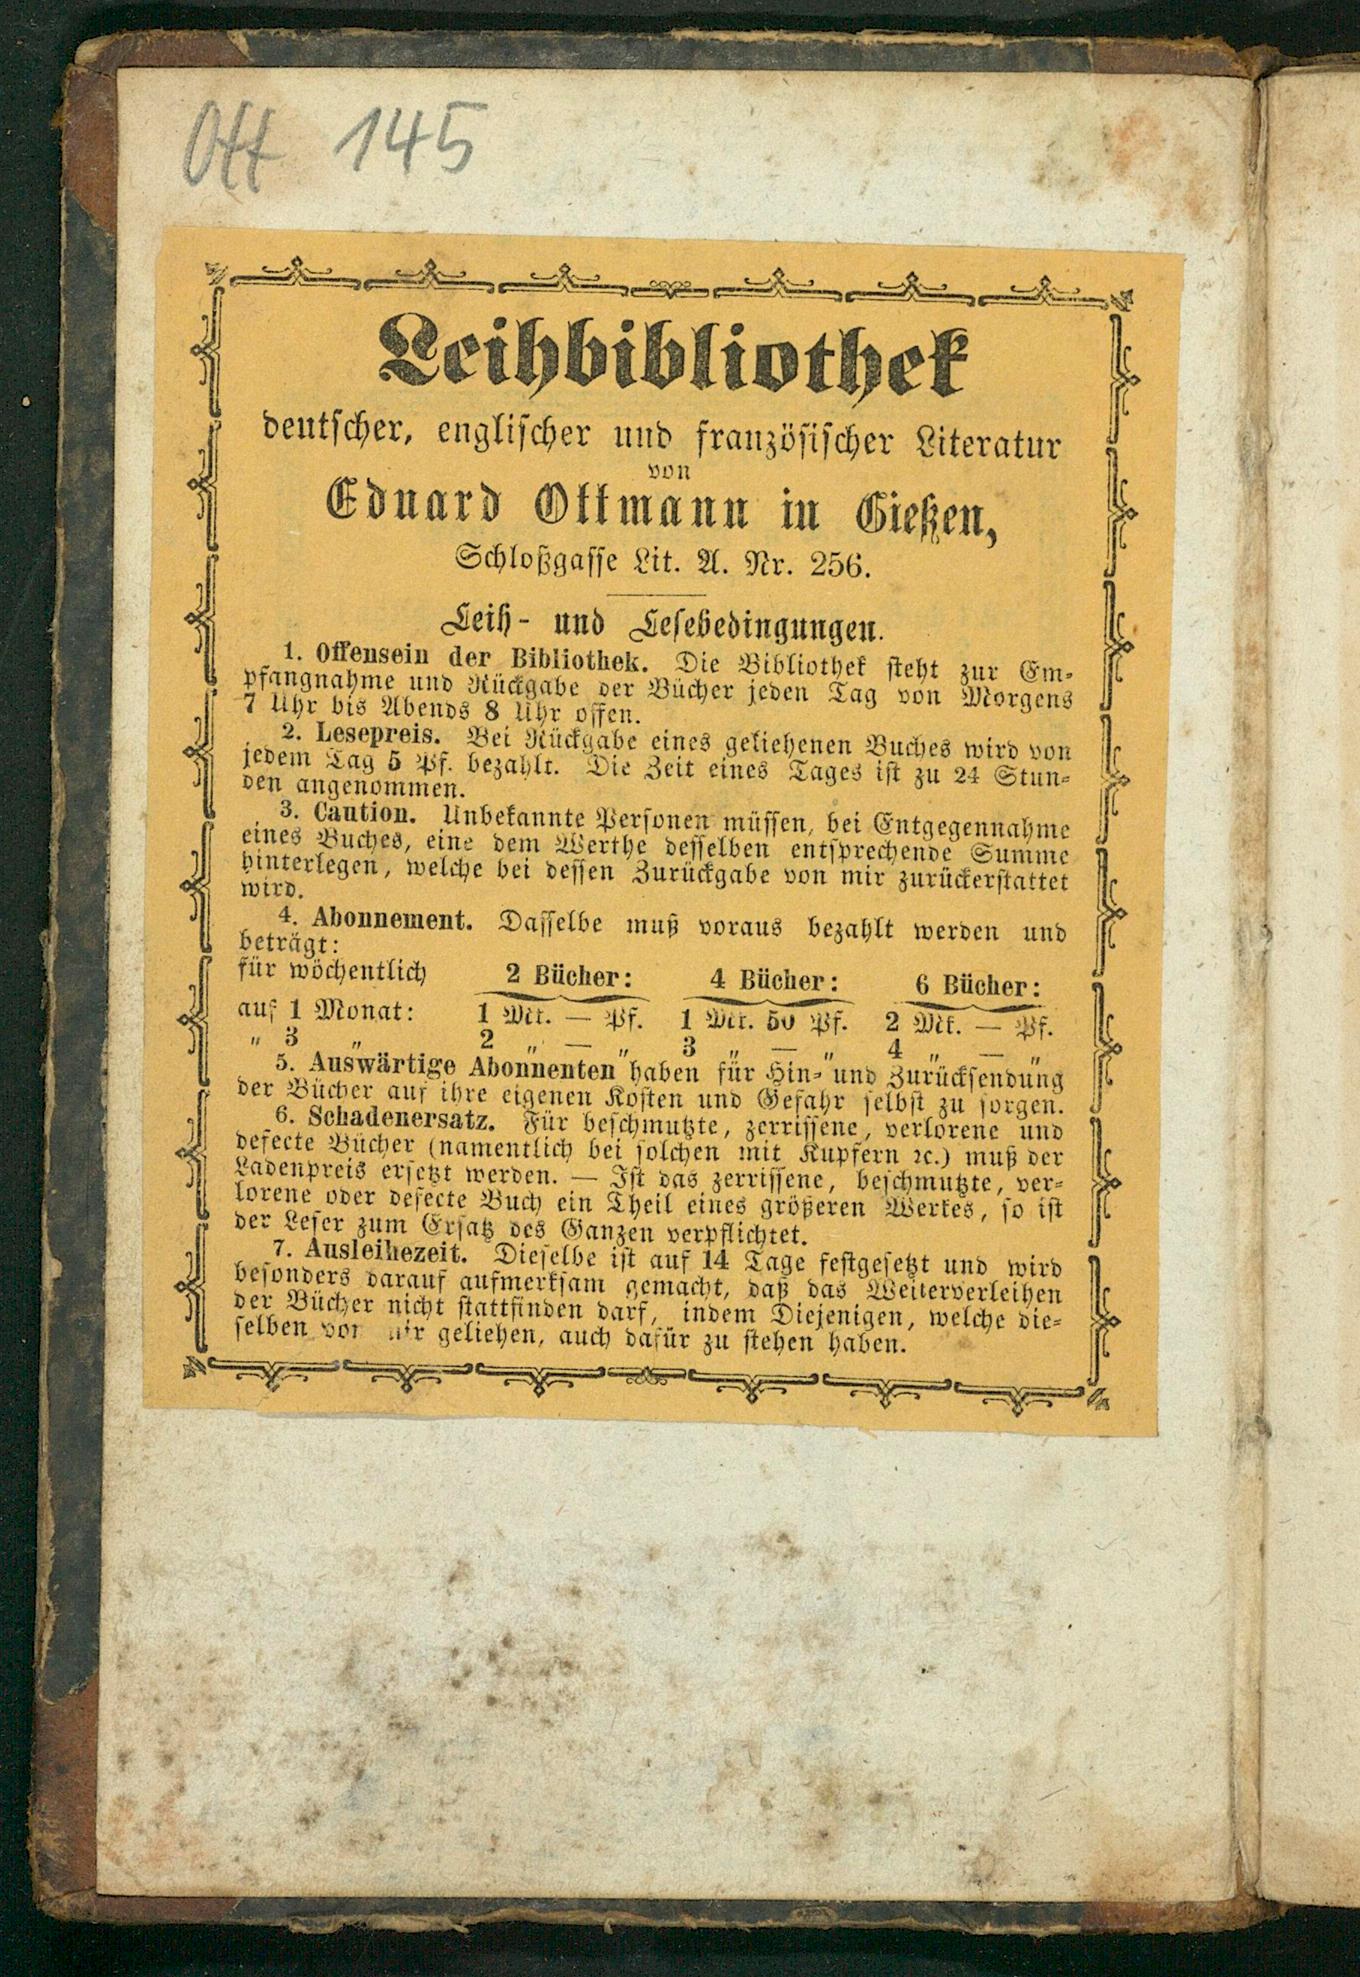 Ott 145
Leihbibliothek
deutscher, englischer und französischer Literatur
von
Eduard Ottmann in Gießen,
Schloßgasse Lit. A. Nr. 256.
Leih- und Lesebedingungen.
1. Offensein der Bibliothek. Die Bibliothek steht zur Em-
pfangnahme und Rückgabe der Bücher jeden Tag von Morgens
7 Uhr bis Abends 8 Uhr offen.
2. Lesepreis. Bei Rückgabe eines geliehenen Buches wird von
jedem Tag 5 Pf. bezahlt. Die Zeit eines Tages ist zu 24 Stun-
den angenommen.
3. Caution. Unbekannte Personen müssen, bei Entgegennahme
eines Buches, eine dem Werthe desselben entsprechende Summe
hinterlegen, welche bei dessen Zurückgabe von mir zurückerstattet
wird.
4. Abonnement. Dasselbe muß voraus bezahlt werden und
beträgt:
für wöchentlich 2 Bücher: 4 Bücher: 6 Bücher:
auf 1 Monat: 1 Mk. — Pf. 1 Mk. 50 Pf. 2 Mk. — Pf.
„ 3 „ 2 „ — „ 3 „ — „ 4 „ — „
5. Auswärtige Abonnenten haben für Hin- und Zurücksendung
der Bücher auf ihre eigenen Kosten und Gefahr selbst zu sorgen.
6. Schadenersatz. Für beschmutzte, zerrissene, verlorene und
defecte Bücher (namentlich bei solchen mit Kupfern ꝛc.) muß der
Ladenpreis ersetzt werden. — Ist das zerrissene, beschmutzte, ver-
lorene oder defecte Buch ein Theil eines größeren Werkes, so ist
der Leser zum Ersatz des Ganzen verpflichtet.
7. Ausleihezeit. Dieselbe ist auf 14 Tage festgesetzt und wird
besonders darauf aufmerksam gemacht, daß das Weiterverleihen
der Bücher nicht stattfinden darf, indem Diejenigen, welche die-
selben von mir geliehen, auch dafür zu stehen haben.